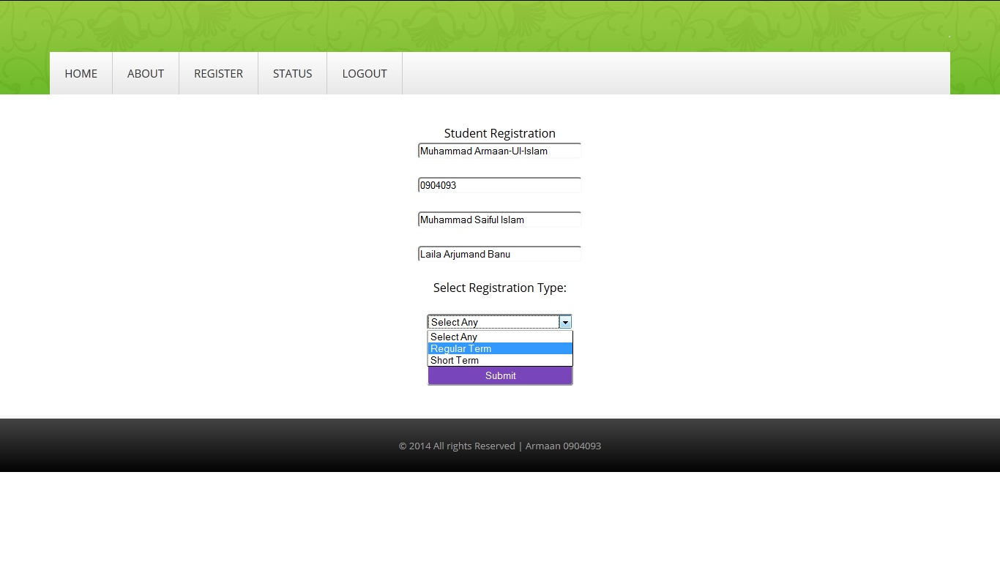 HOME ABOUT REGISTER STATUS LOGOUT
Student Registration
Muhammad Armaan-Ul-Islam
0904093
Muhammad Saiful Islam
Laila Arjumand Banu
Select Registration Type:
Select Any
Select Any
Regular Term
Short Term
Submit
© 2014 All rights Reserved | Armaan 0904093